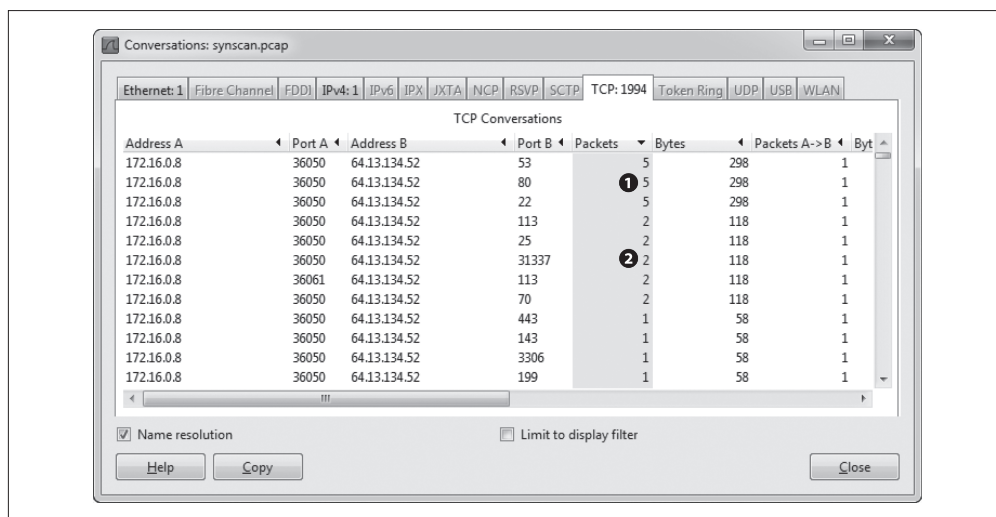 Conversations: synscan.pcap
Ethernet: 1 Fibre Channel FDDI IPv4: 1 IPv6 IPX JXTA NCP RSVP SCTP TCP: 1994 Token Ring UDP USB WLAN
TCP Conversations
Address A Port A Address B Port B Packets Bytes Packets A->B Byt
172.16.0.8 36050 64.13.134.52 53 5 298 1
172.16.0.8 36050 64.13.134.52 80 ❶ 5 298 1
172.16.0.8 36050 64.13.134.52 22 5 298 1
172.16.0.8 36050 64.13.134.52 113 2 118 1
172.16.0.8 36050 64.13.134.52 25 2 118 1
172.16.0.8 36050 64.13.134.52 31337 ❷ 2 118 1
172.16.0.8 36061 64.13.134.52 113 2 118 1
172.16.0.8 36050 64.13.134.52 70 2 118 1
172.16.0.8 36050 64.13.134.52 443 1 58 1
172.16.0.8 36050 64.13.134.52 143 1 58 1
172.16.0.8 36050 64.13.134.52 3306 1 58 1
172.16.0.8 36050 64.13.134.52 199 1 58 1
Name resolution Limit to display filter
Help Copy Close